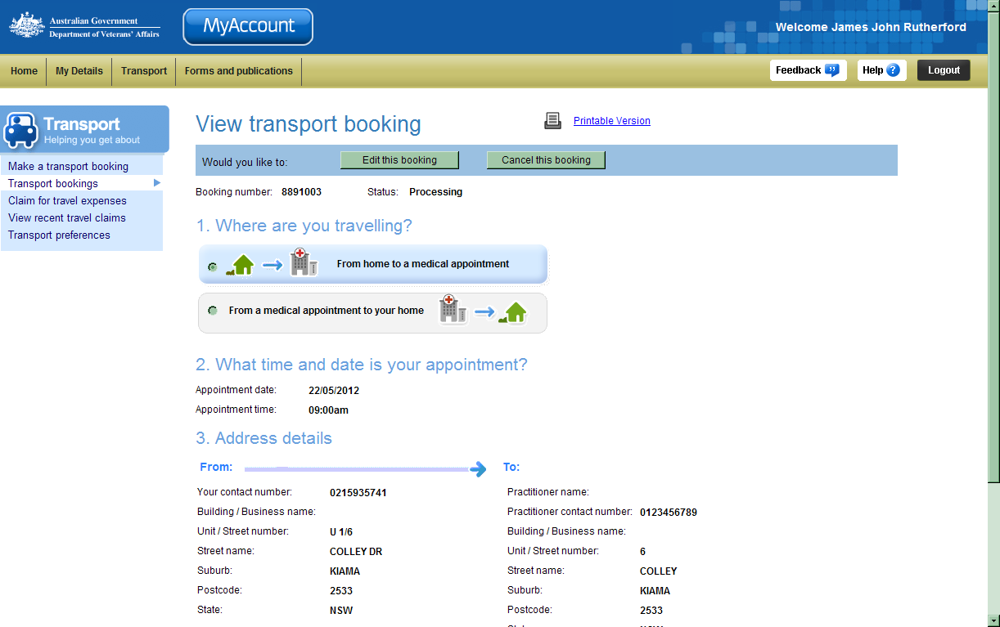 Australian Government
Department of Veterans' Affairs
MyAccount
Welcome James John Rutherford
Home My Details Transport Forms and publications Feedback Help ? Logout
Transport
Helping you get about
Make a transport booking
Transport bookings
Claim for travel expenses
View recent travel claims
Transport preferences
View transport booking
Printable Version
Would you like to: Edit this booking Cancel this booking
Booking number: 8891003 Status: Processing
1. Where are you travelling?
From home to a medical appointment
From a medical appointment to your home
2. What time and date is your appointment?
Appointment date: 22/05/2012
Appointment time: 09:00am
3. Address details
From: To:
Your contact number: 0215935741 Practitioner name:
Building / Business name: Practitioner contact number: 0123456789
Unit / Street number: U 1/6 Building / Business name:
Street name: COLLEY DR Unit / Street number: 6
Suburb: KIAMA Street name: COLLEY
Postcode: 2533 Suburb: KIAMA
State: NSW Postcode: 2533